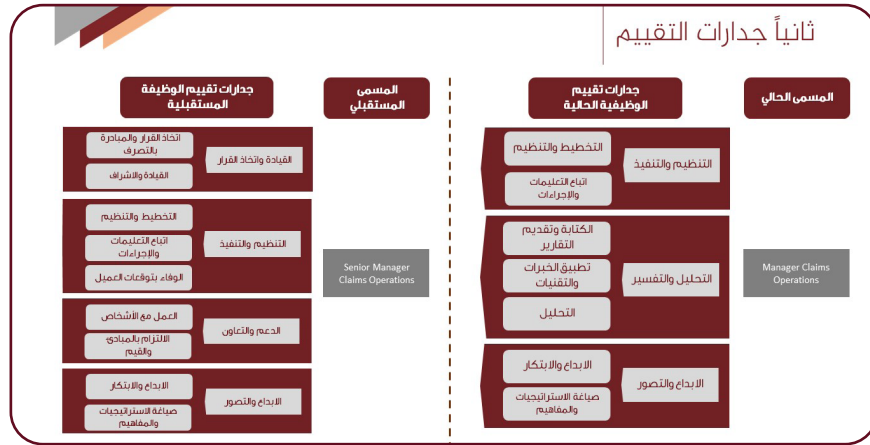 ثانياً جدارات التقييم
المسمى الحالي
جدارات تقييم
الوظيفية الحالية
المسمى
المستقبلي
جدارات تقييم الوظيفة
المستقبلية
Manager Claims
Operations
التنظيم والتنفيذ
التخطيط والتنظيم
اتباع التعليمات
والإجراءات
التحليل والتفسير
الكتابة وتقديم
التقارير
تطبيق الخبرات
والتقنيات
التحليل
الابداع والتصور
الابداع والابتكار
صياغة الاستراتيجيات
والمفاهيم
Senior Manager
Claims Operations
القيادة واتخاذ القرار
اتخاذ القرار والمبادرة
بالتصرف
القيادة والاشراف
التنظيم والتنفيذ
التخطيط والتنظيم
اتباع التعليمات
والإجراءات
الوفاء بتوقعات العميل
الدعم والتعاون
العمل مع الأشخاص
الالتزام بالمبادئ
والقيم
الابداع والتصور
الابداع والابتكار
صياغة الاستراتيجيات
والمفاهيم